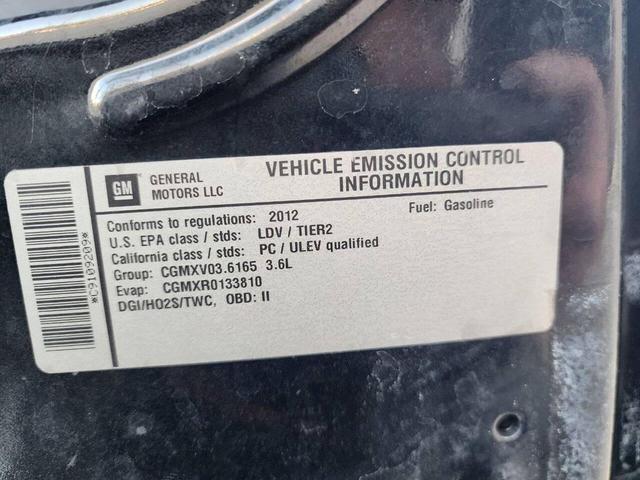 GM
GENERAL
MOTORS LLC
VEHICLE EMISSION CONTROL
INFORMATION
Conforms to regulations: 2012
Fuel: Gasoline
U.S. EPA class / stds: LDV / TIER2
California class / stds: PC / ULEV qualified
Group: CGMXV03.6165 3.6L
Evap: CGMXR0133810
DGI/HO2S/TWC, OBD: II
*C9109209*